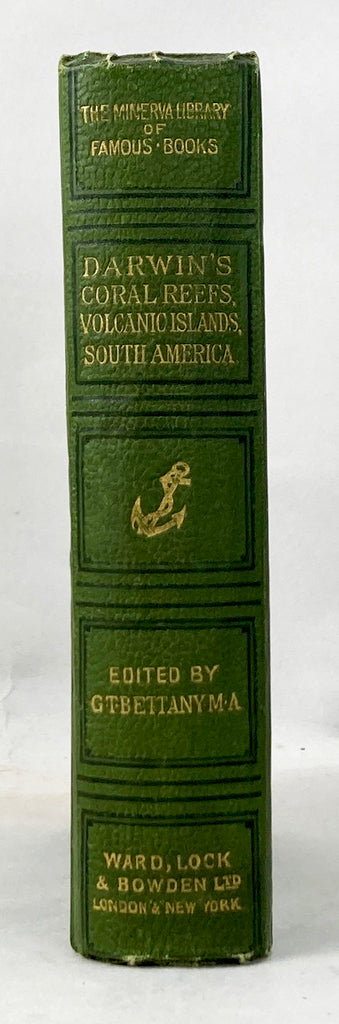 THE MINERVA LIBRARY
OF
FAMOUS · BOOKS
DARWIN'S
CORAL REEFS,
VOLCANIC ISLANDS,
SOUTH AMERICA
EDITED BY
G·T·BETTANY·M·A
WARD, LOCK
& BOWDEN LTD
LONDON & NEW YORK